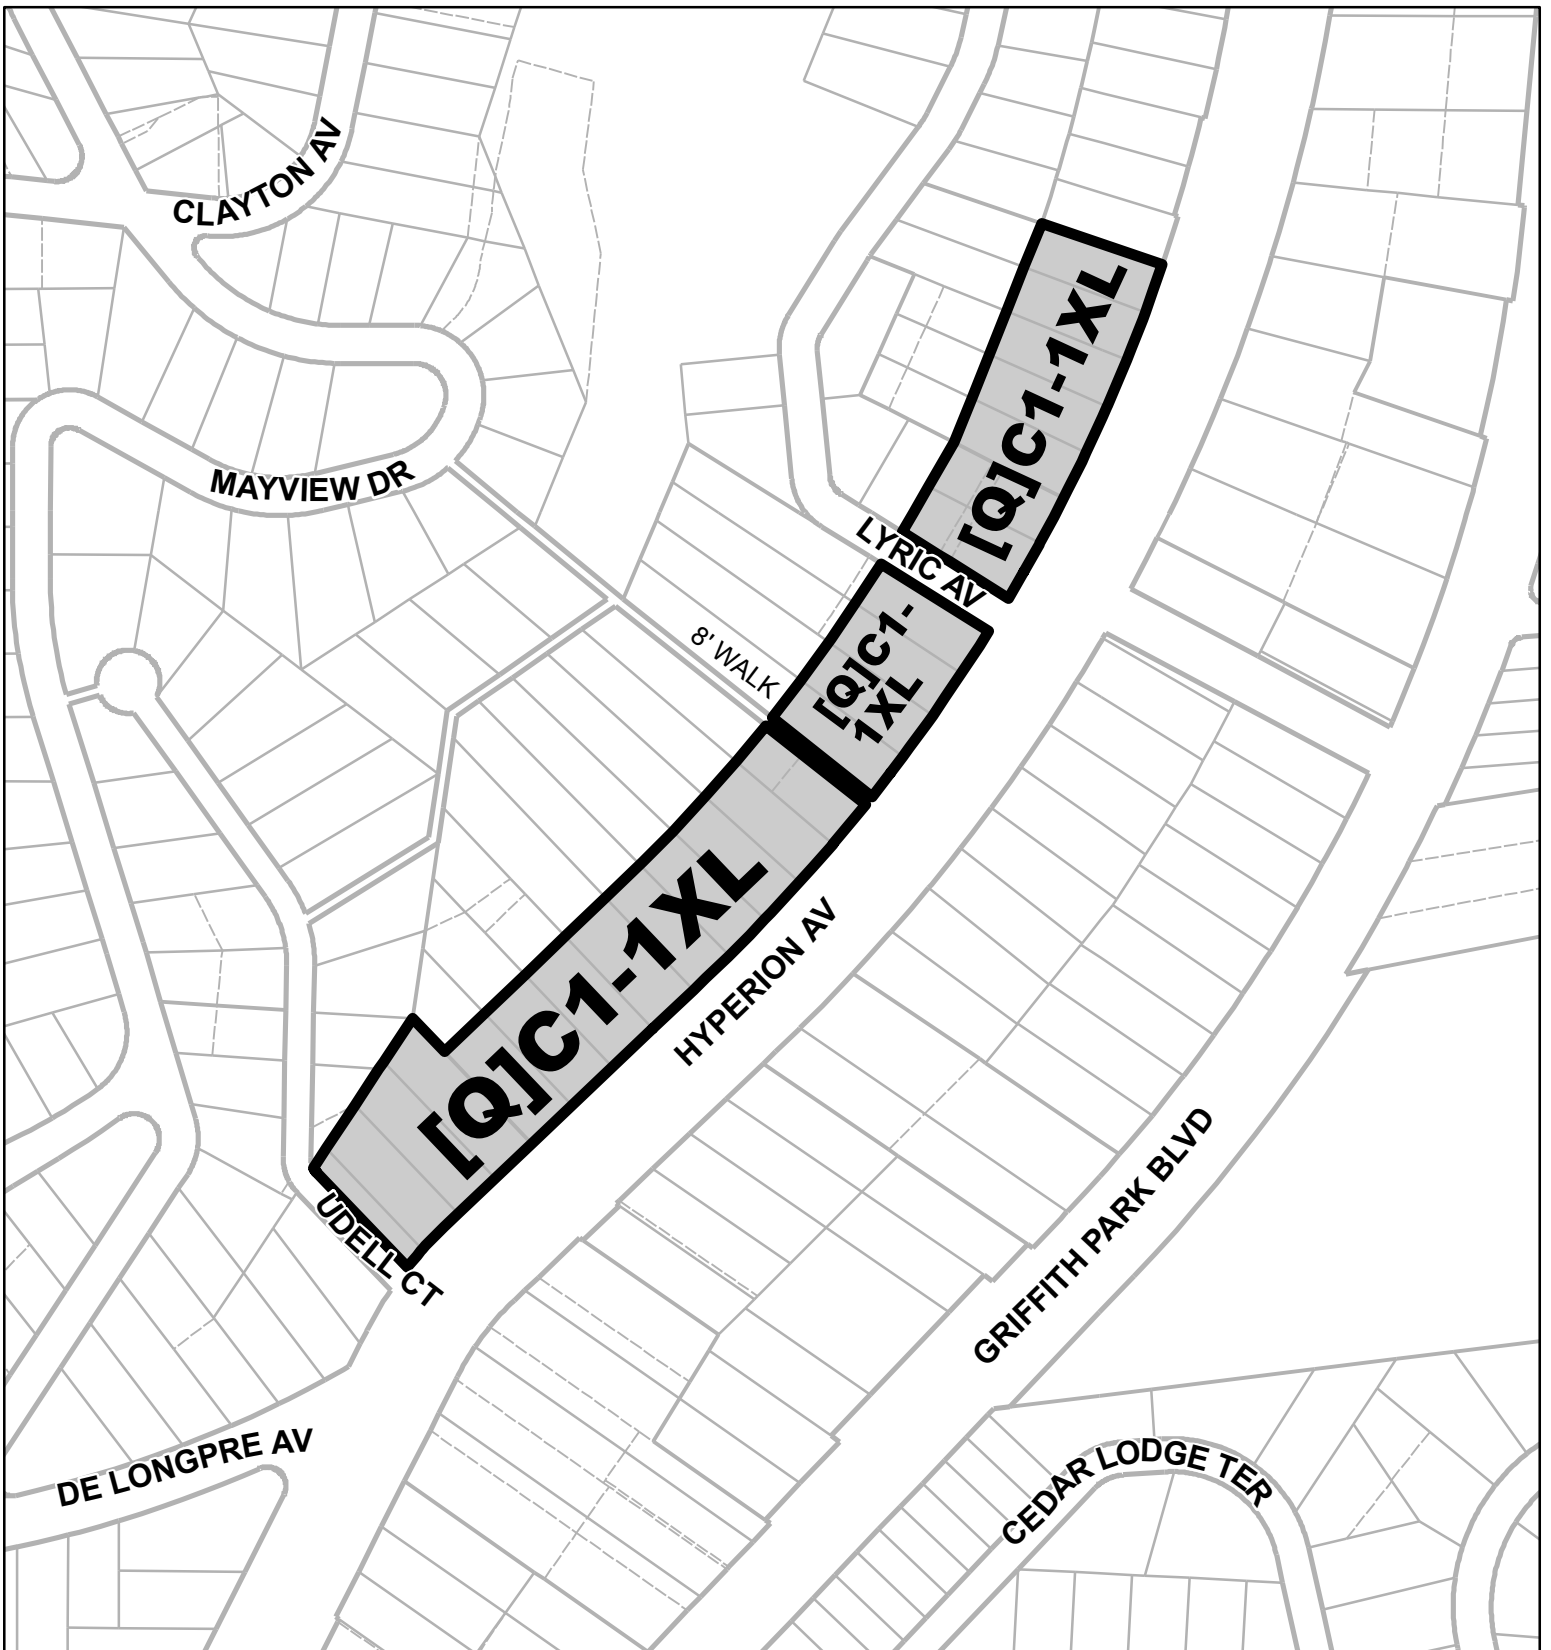 CLAYTON AV
[Q]C1-1XL
MAYVIEW DR
LYRIC AV
[Q]C1-
1XL
8' WALK
[Q]C1-1XL
HYPERION AV
UDELL CT
GRIFFITH PARK BLVD
DE LONGPRE AV
CEDAR LODGE TER